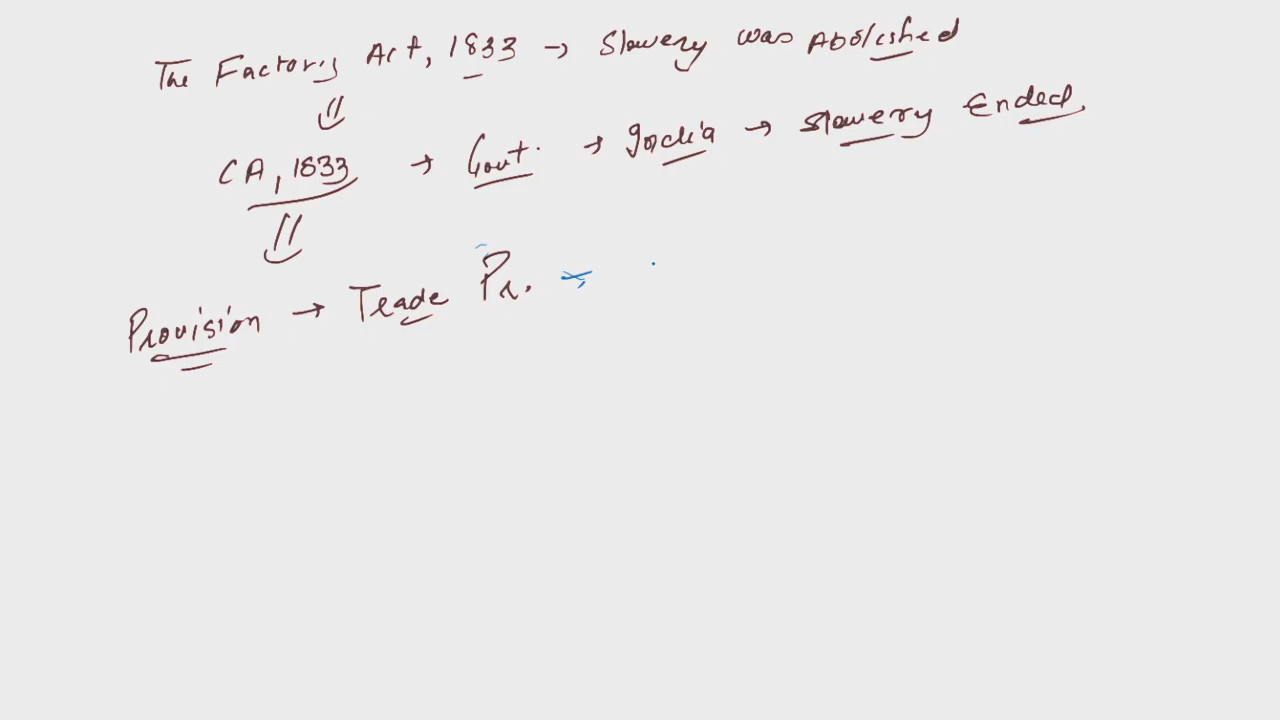 The Factory Act, 1833 → Slavery was Abolished
CA, 1833 → Govt. → India → Slavery Ended,
Provision → Trade Pr.